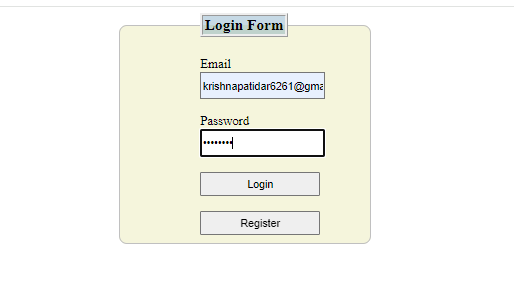 Login Form
Email
krishnapatidar6261@gma
Password
••••••••
Login
Register